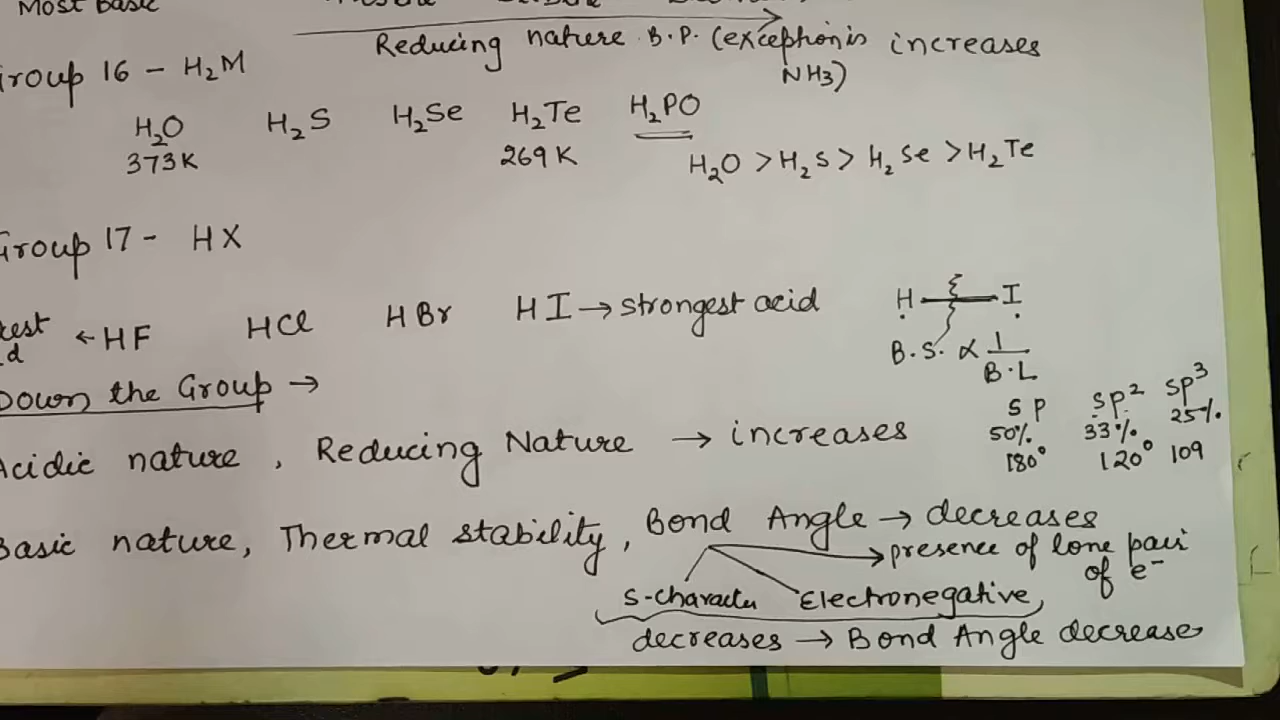 Most Basic
Reducing nature B.P. (exception is increases
NH3)
Group 16 - H₂M
H₂O H₂S H₂Se H₂Te H₂PO
373K 269K
H₂O > H₂S > H₂Se > H₂Te
Group 17 - HX
←HF HCl HBr HI → strongest acid
H — I
B.S. ∝ 1/B.L
Down the Group →
sp sp² sp³
50% 33% 25%
180° 120° 109
Acidic nature, Reducing Nature → increases
Basic nature, Thermal stability, Bond Angle → decreases
presence of lone pair
of e⁻
s-character Electronegative,
decreases → Bond Angle decreases